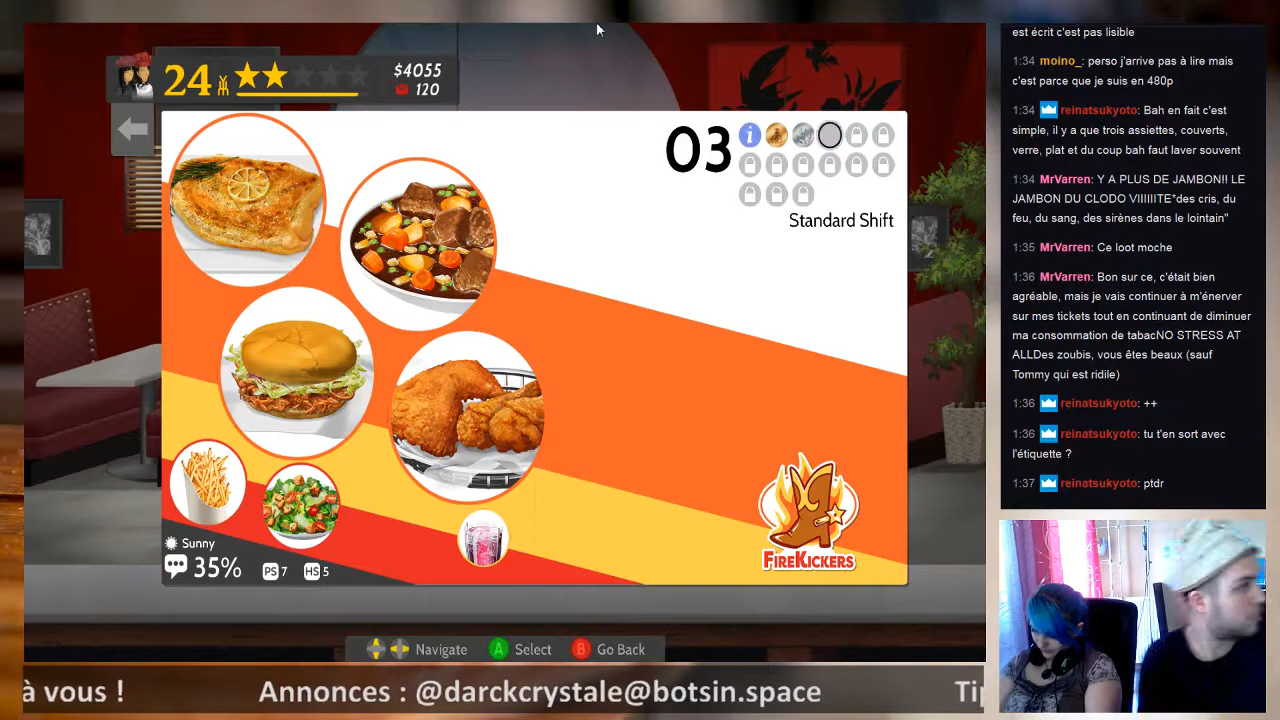 24
$4055
120
03
i
Standard Shift
FIREKICKERS
Sunny
35%
PS 7
HS 5
Navigate
A Select
B Go Back
est écrit c'est pas lisible
1:34 moino_: perso j'arrive pas à lire mais
c'est parce que je suis en 480p
1:34 reinatsukyoto: Bah en fait c'est
simple, il y a que trois assiettes, couverts,
verre, plat et du coup bah faut laver souvent
1:34 MrVarren: Y A PLUS DE JAMBON!! LE
JAMBON DU CLODO VIIIIIITE*des cris, du
feu, du sang, des sirènes dans le lointain"
1:35 MrVarren: Ce loot moche
1:36 MrVarren: Bon sur ce, c'était bien
agréable, mais je vais continuer à m'énerver
sur mes tickets tout en continuant de diminuer
ma consommation de tabacNO STRESS AT
ALLDes zoubis, vous êtes beaux (sauf
Tommy qui est ridile)
1:36 reinatsukyoto: ++
1:36 reinatsukyoto: tu t'en sort avec
l'étiquette ?
1:37 reinatsukyoto: ptdr
à vous ! Annonces : @darckcrystale@botsin.space Tip